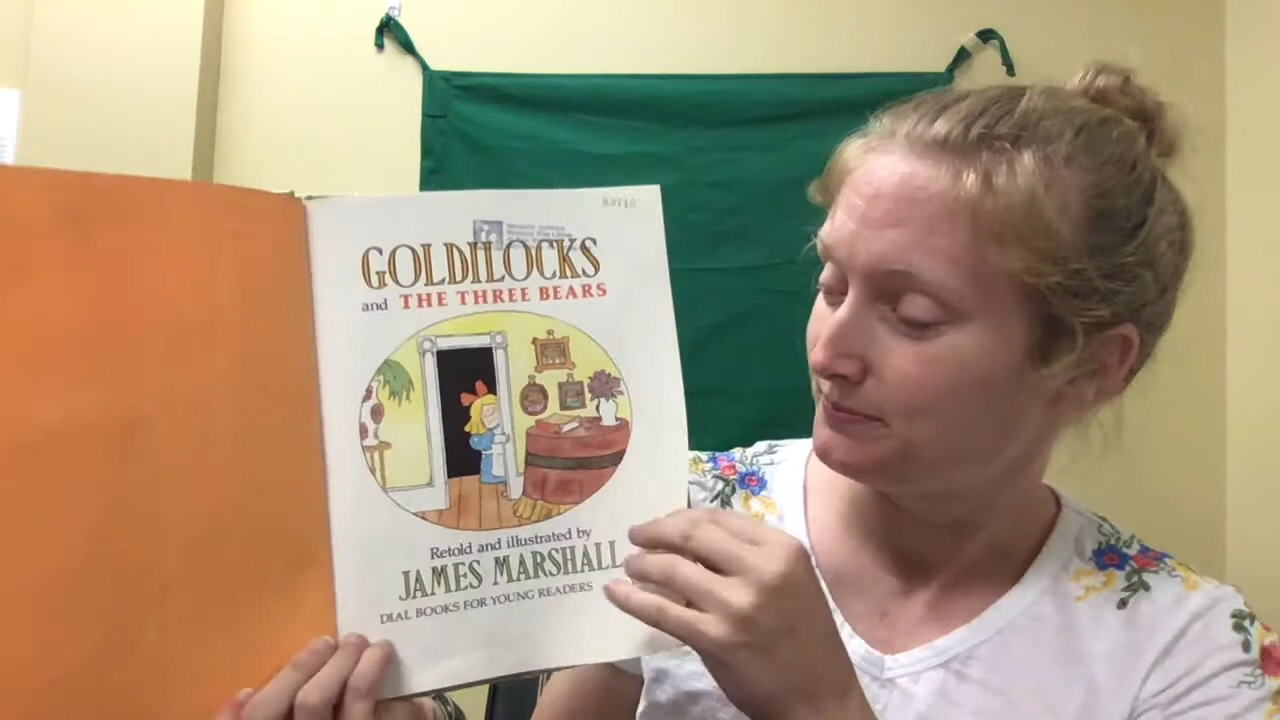 GOLDILOCKS
and THE THREE BEARS
Retold and illustrated by
JAMES MARSHALL
DIAL BOOKS FOR YOUNG READERS